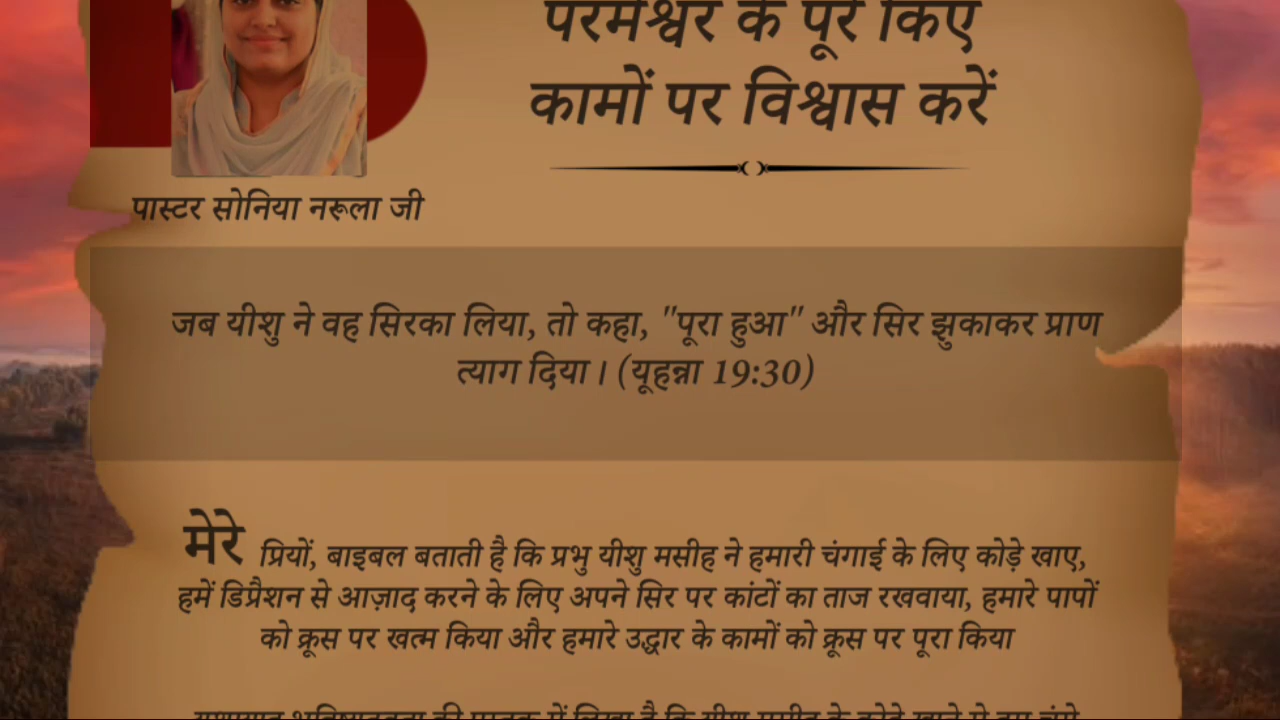 परमेश्वर के पूरे किए
कामों पर विश्वास करें
पास्टर सोनिया नरूला जी
जब यीशु ने वह सिरका लिया, तो कहा, "पूरा हुआ" और सिर झुकाकर प्राण
त्याग दिया। (यूहन्ना 19:30)
मेरे प्रियों, बाइबल बताती है कि प्रभु यीशु मसीह ने हमारी चंगाई के लिए कोड़े खाए,
हमें डिप्रैशन से आज़ाद करने के लिए अपने सिर पर कांटों का ताज रखवाया, हमारे पापों
को क्रूस पर खत्म किया और हमारे उद्धार के कामों को क्रूस पर पूरा किया